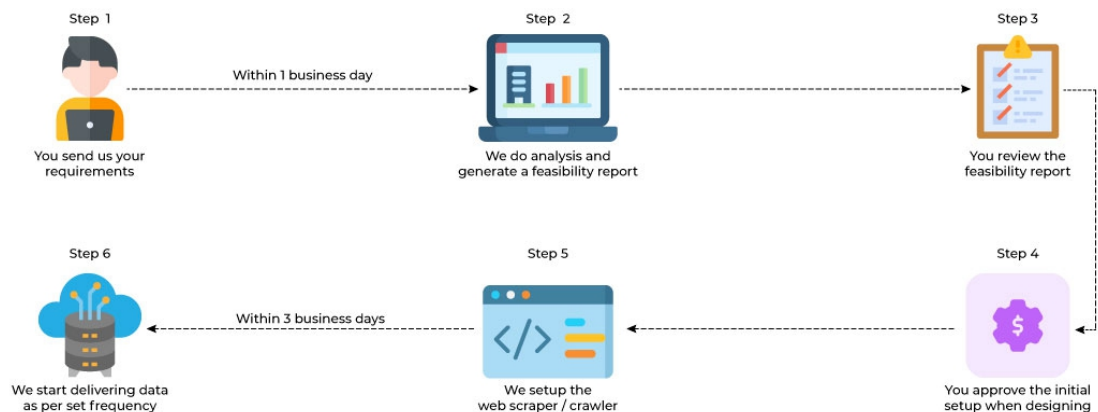 Step 1
Step 2
Step 3
Within 1 business day
You send us your
requirements
We do analysis and
generate a feasibility report
You review the
feasibility report
Step 6
Step 5
Step 4
Within 3 business days
$
</>
We start delivering data
as per set frequency
We setup the
web scraper / crawler
You approve the initial
setup when designing